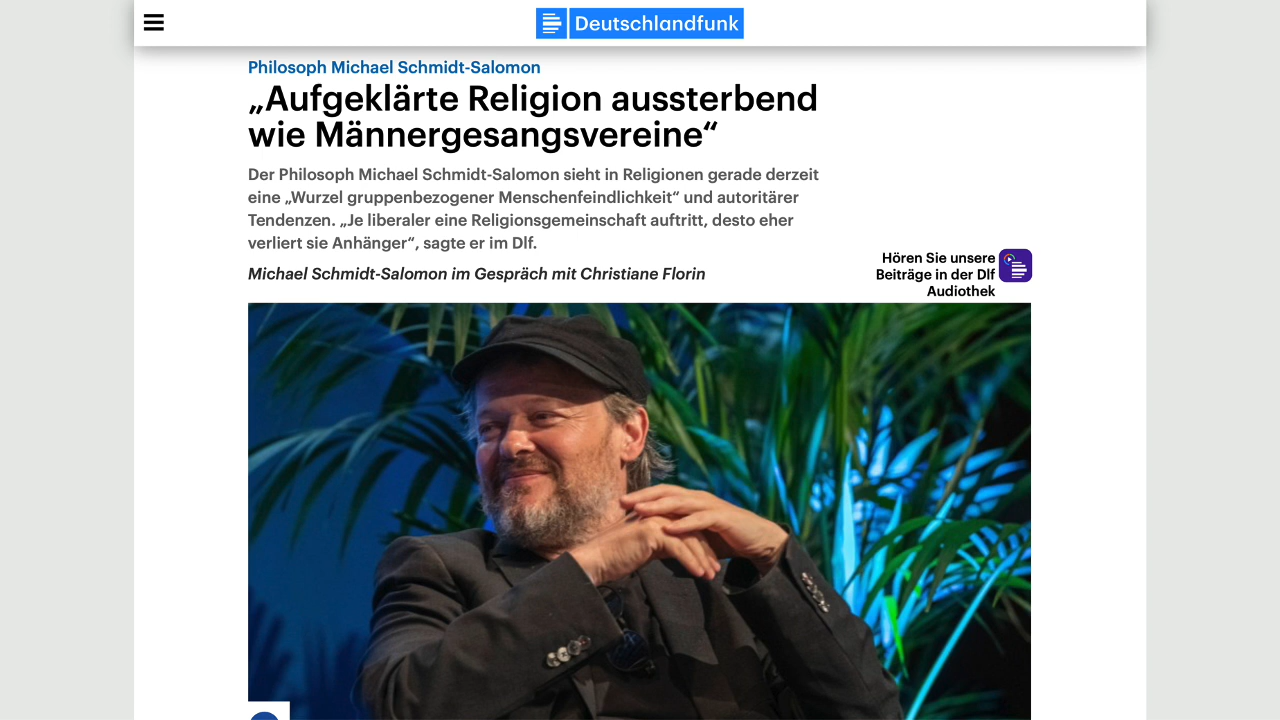 Deutschlandfunk
Philosoph Michael Schmidt-Salomon
„Aufgeklärte Religion aussterbend
wie Männergesangsvereine“
Der Philosoph Michael Schmidt-Salomon sieht in Religionen gerade derzeit
eine „Wurzel gruppenbezogener Menschenfeindlichkeit“ und autoritärer
Tendenzen. „Je liberaler eine Religionsgemeinschaft auftritt, desto eher
verliert sie Anhänger“, sagte er im Dlf.
Michael Schmidt-Salomon im Gespräch mit Christiane Florin
Hören Sie unsere
Beiträge in der Dlf
Audiothek